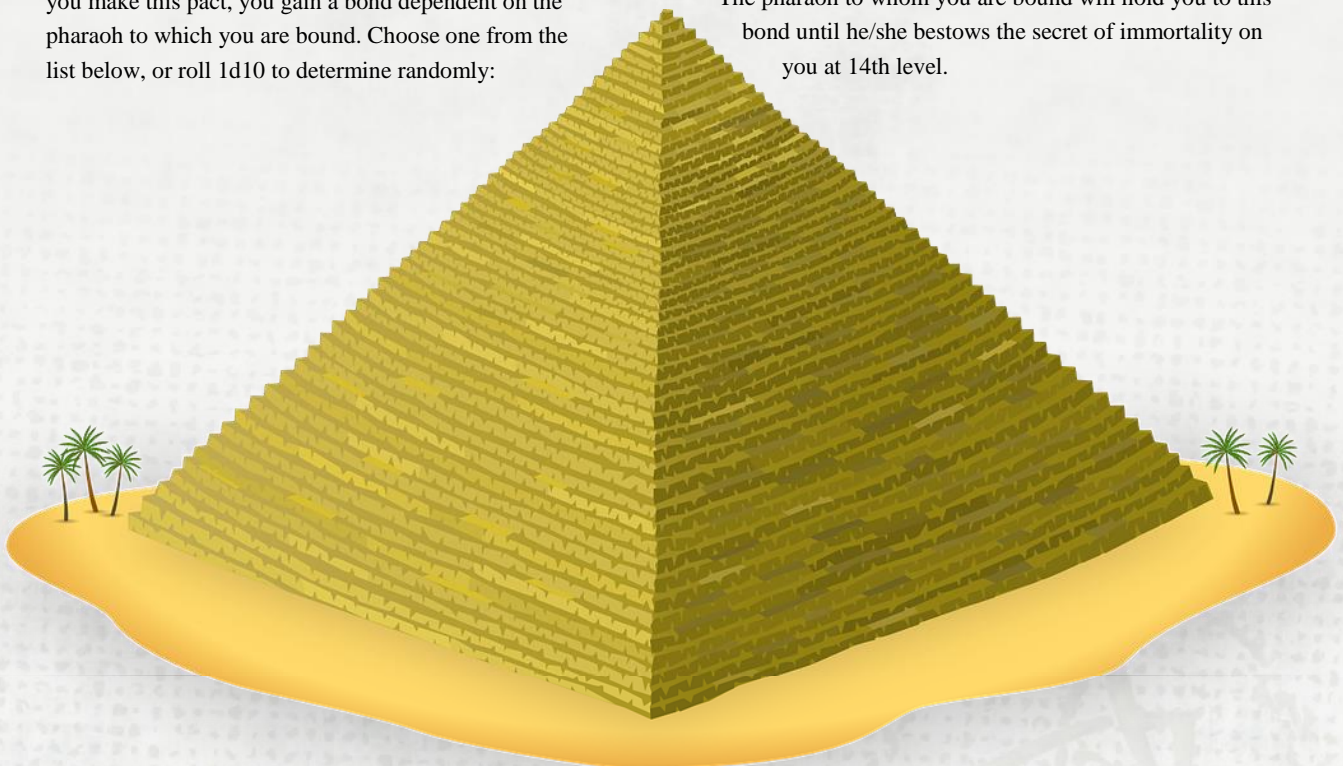 you make this pact, you gain a bond dependent on the
pharaoh to which you are bound. Choose one from the
list below, or roll 1d10 to determine randomly:
The pharaoh to whom you are bound will hold you to this
bond until he/she bestows the secret of immortality on
you at 14th level.